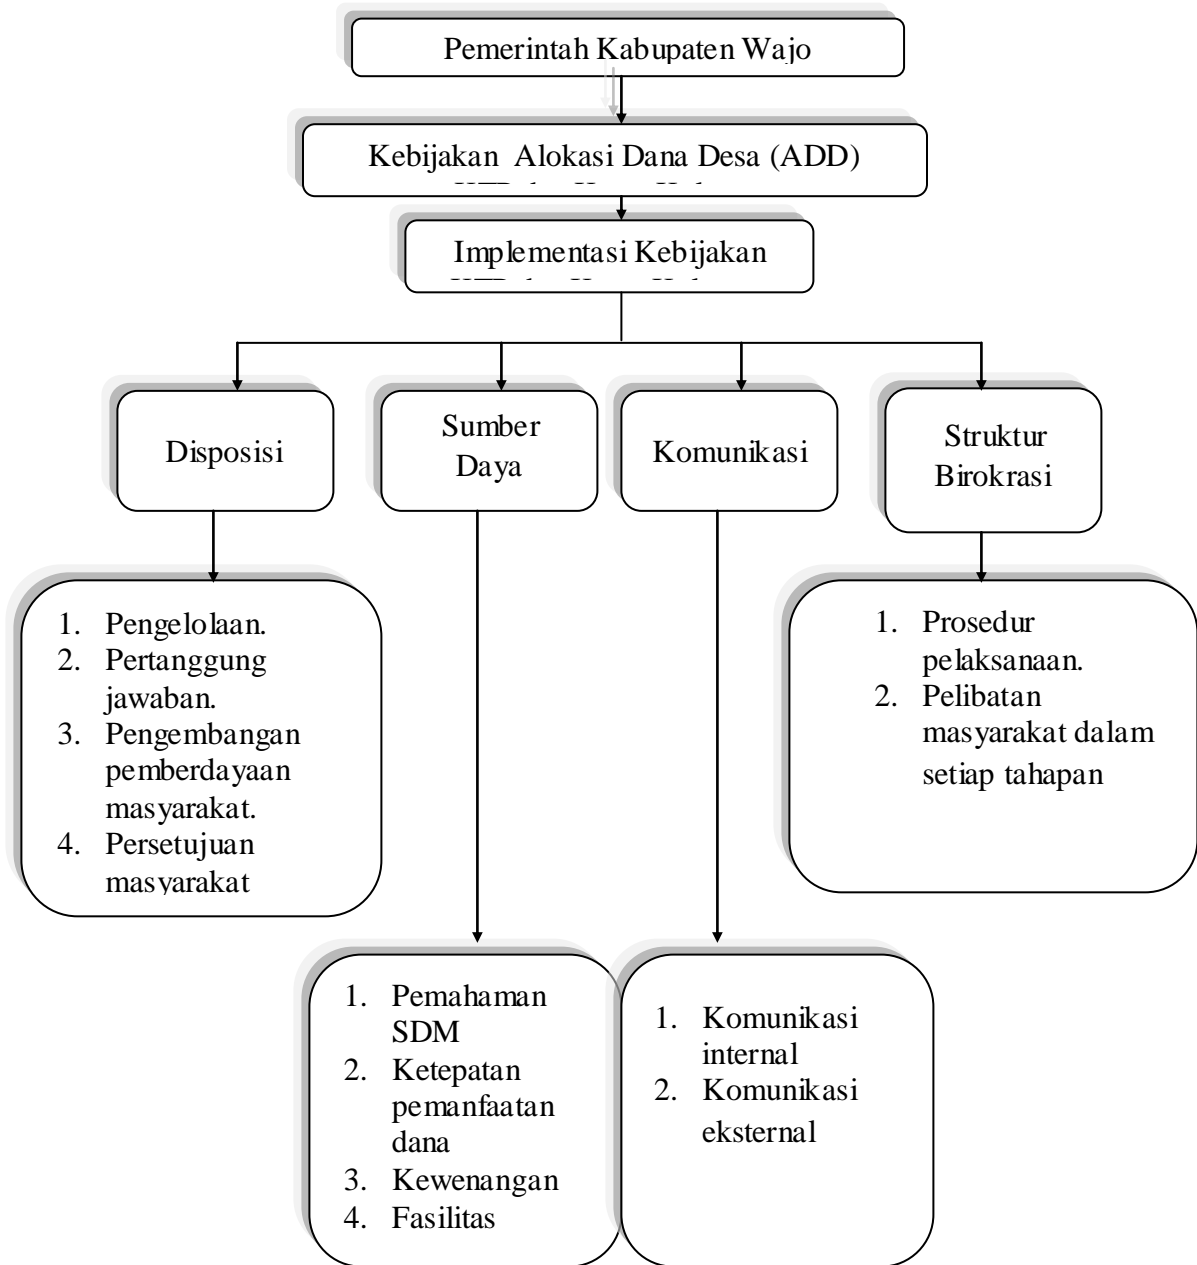 Pemerintah Kabupaten Wajo
Kebijakan Alokasi Dana Desa (ADD)
Implementasi Kebijakan
Disposisi
Sumber
Daya
Komunikasi
Struktur
Birokrasi
1. Pengelolaan.
2. Pertanggung
jawaban.
3. Pengembangan
pemberdayaan
masyarakat.
4. Persetujuan
masyarakat
1. Prosedur
pelaksanaan.
2. Pelibatan
masyarakat dalam
setiap tahapan
1. Pemahaman
SDM
2. Ketepatan
pemanfaatan
dana
3. Kewenangan
4. Fasilitas
1. Komunikasi
internal
2. Komunikasi
eksternal